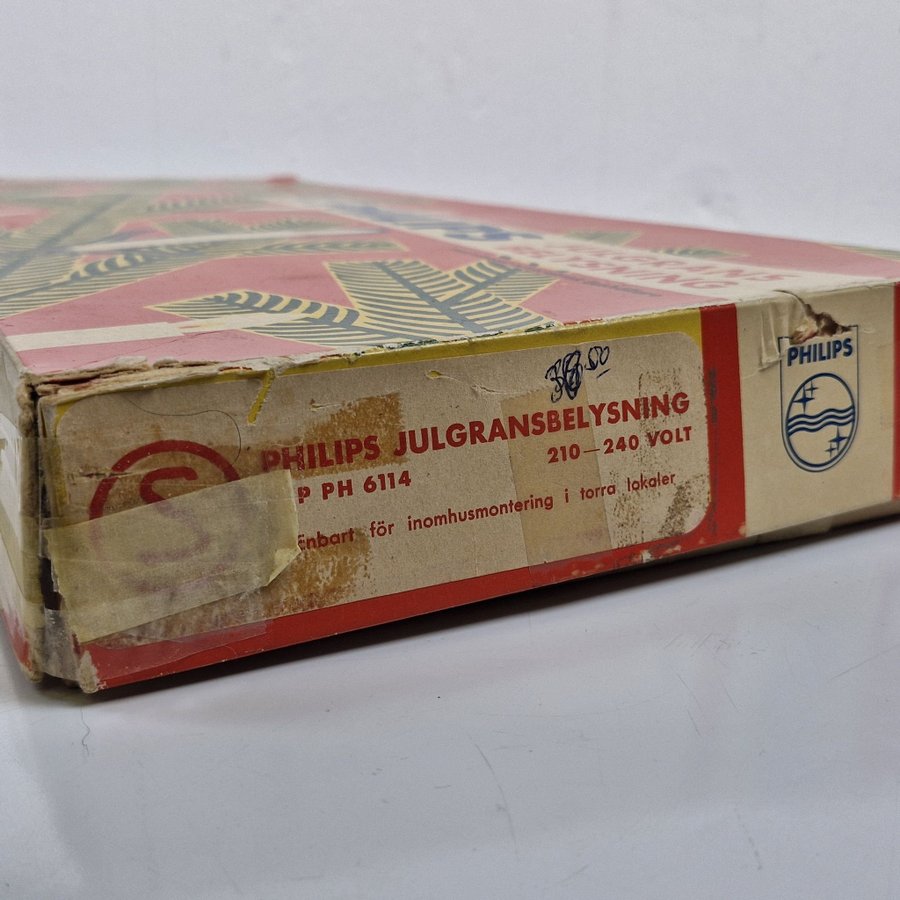 PHILIPS JULGRANSBELYSNING
P PH 6114
210—240 VOLT
Enbart för inomhusmontering i torra lokaler
S
PHILIPS